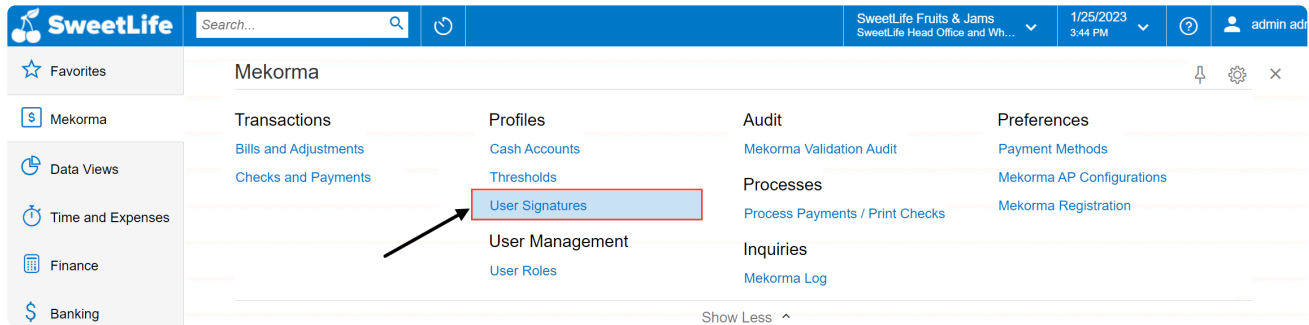 SweetLife
Search...
SweetLife Fruits & Jams
SweetLife Head Office and Wh...
1/25/2023
3:44 PM
?
admin adr
Favorites
$ Mekorma
Data Views
Time and Expenses
Finance
$ Banking
Mekorma
Transactions
Bills and Adjustments
Checks and Payments
Profiles
Cash Accounts
Thresholds
User Signatures
User Management
User Roles
Audit
Mekorma Validation Audit
Processes
Process Payments / Print Checks
Inquiries
Mekorma Log
Preferences
Payment Methods
Mekorma AP Configurations
Mekorma Registration
Show Less